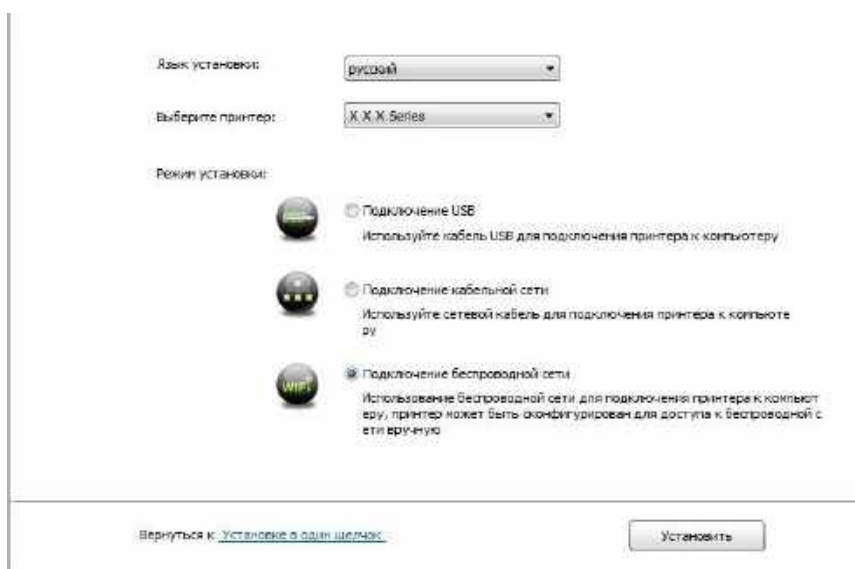 Язык установки:
русский
Выберите принтер:
X X X Series
Режим установки:
Подключение USB
Используйте кабель USB для подключения принтера к компьютеру
Подключение кабельной сети
Используйте сетевой кабель для подключения принтера к компьюте
ру
WiFi
Подключение беспроводной сети
Использование беспроводной сети для подключения принтера к компьют
еру, принтер может быть сконфигурирован для доступа к беспроводной с
ети вручную
Вернуться к Установке в один щелчок
Установить